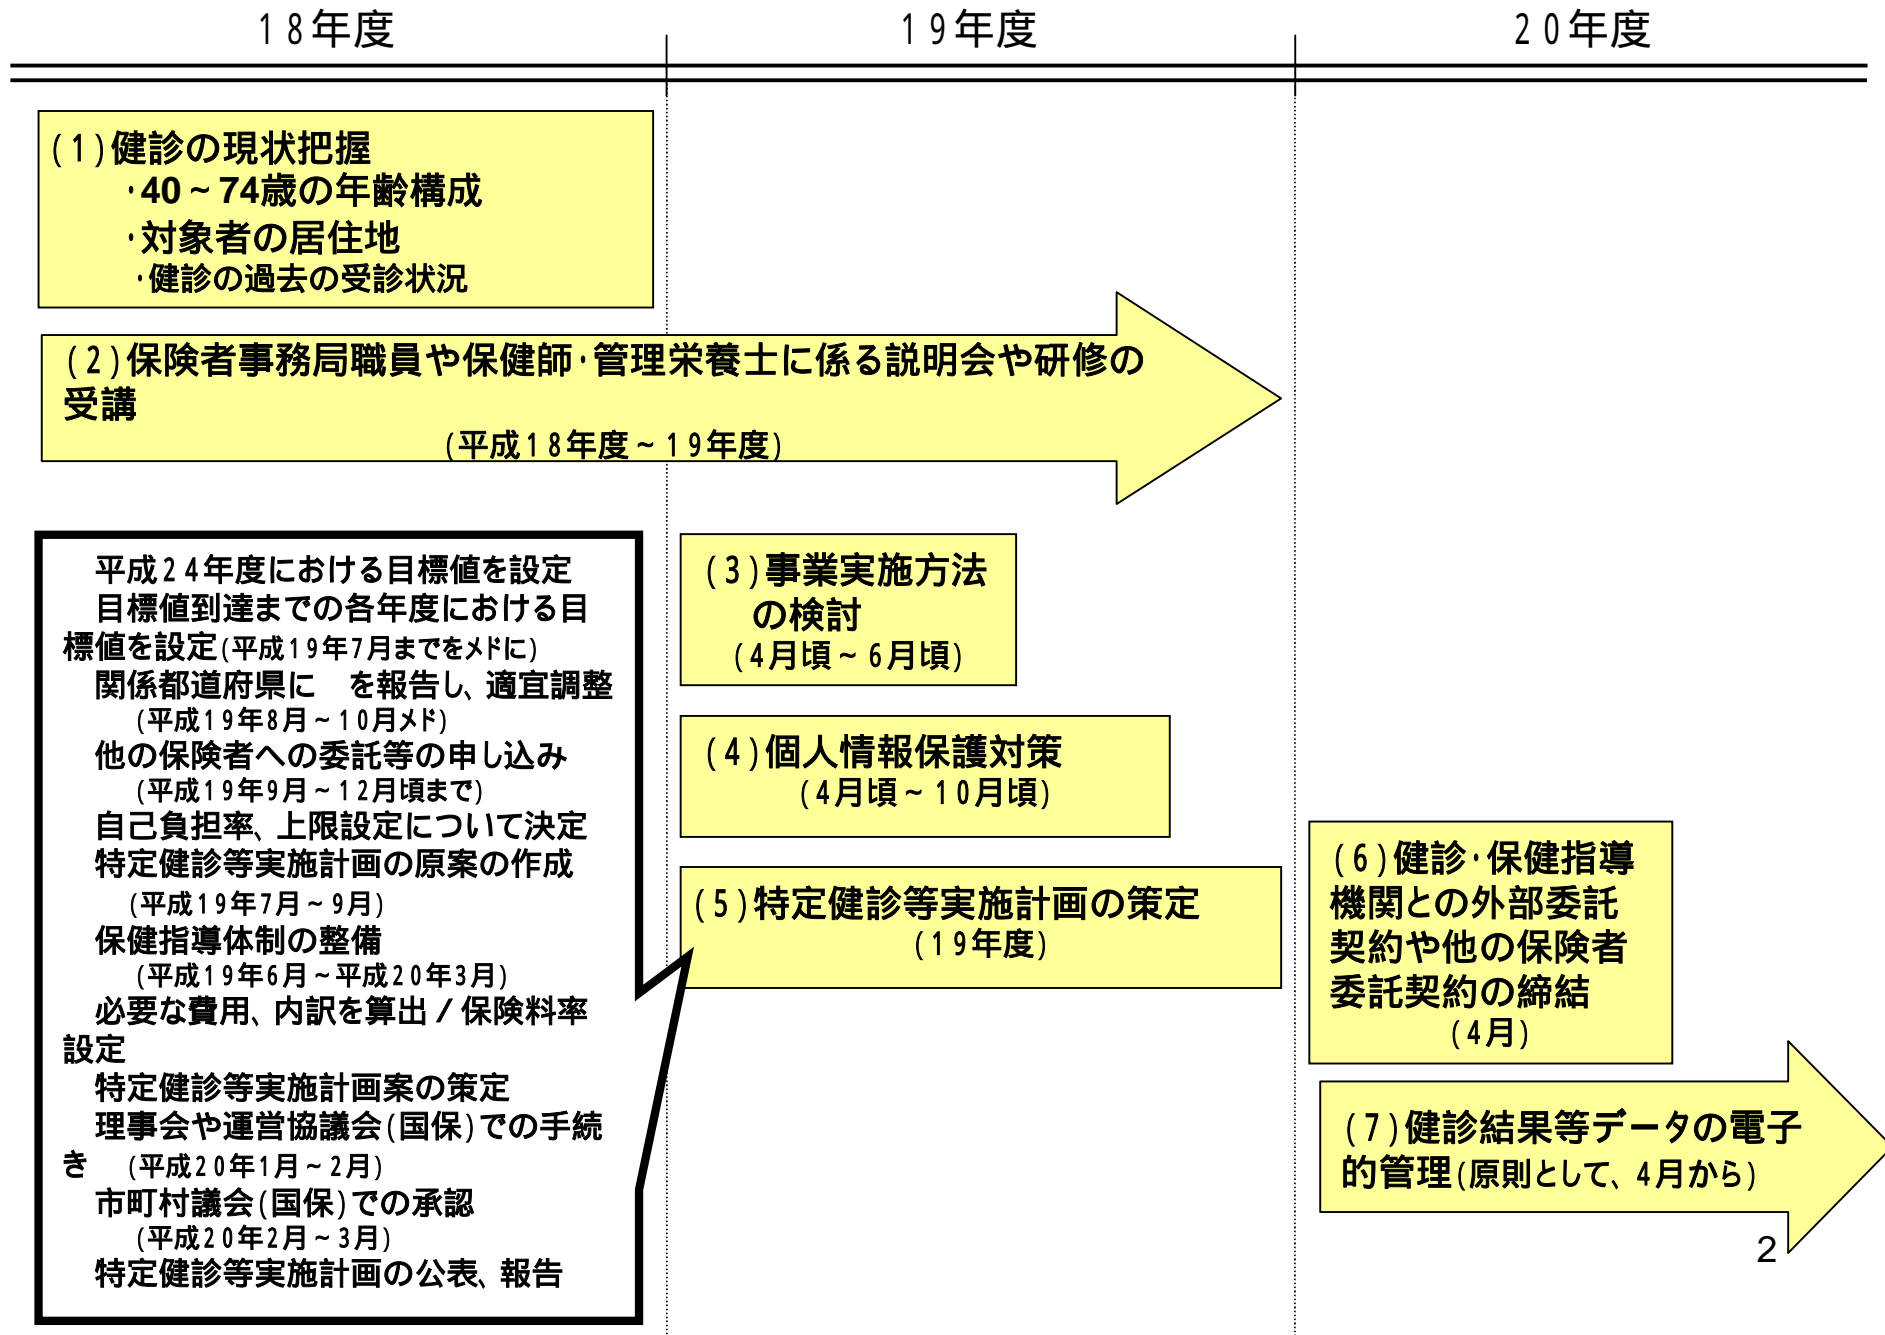 18年度
19年度
20年度
(1)健診の現状把握
・40～74歳の年齢構成
・対象者の居住地
・健診の過去の受診状況
(2)保険者事務局職員や保健師・管理栄養士に係る説明会や研修の
受講
(平成18年度～19年度)
平成24年度における目標値を設定
目標値到達までの各年度における目
標値を設定(平成19年7月までをメドに)
関係都道府県に　を報告し、適宜調整
(平成19年8月～10月メド)
他の保険者への委託等の申し込み
(平成19年9月～12月頃まで)
自己負担率、上限設定について決定
特定健診等実施計画の原案の作成
(平成19年7月～9月)
保健指導体制の整備
(平成19年6月～平成20年3月)
必要な費用、内訳を算出／保険料率
設定
特定健診等実施計画案の策定
理事会や運営協議会(国保)での手続
き　(平成20年1月～2月)
市町村議会(国保)での承認
(平成20年2月～3月)
特定健診等実施計画の公表、報告
(3)事業実施方法
の検討
(4月頃～6月頃)
(4)個人情報保護対策
(4月頃～10月頃)
(5)特定健診等実施計画の策定
(19年度)
(6)健診・保健指導
機関との外部委託
契約や他の保険者
委託契約の締結
(4月)
(7)健診結果等データの電子
的管理(原則として、4月から)
2